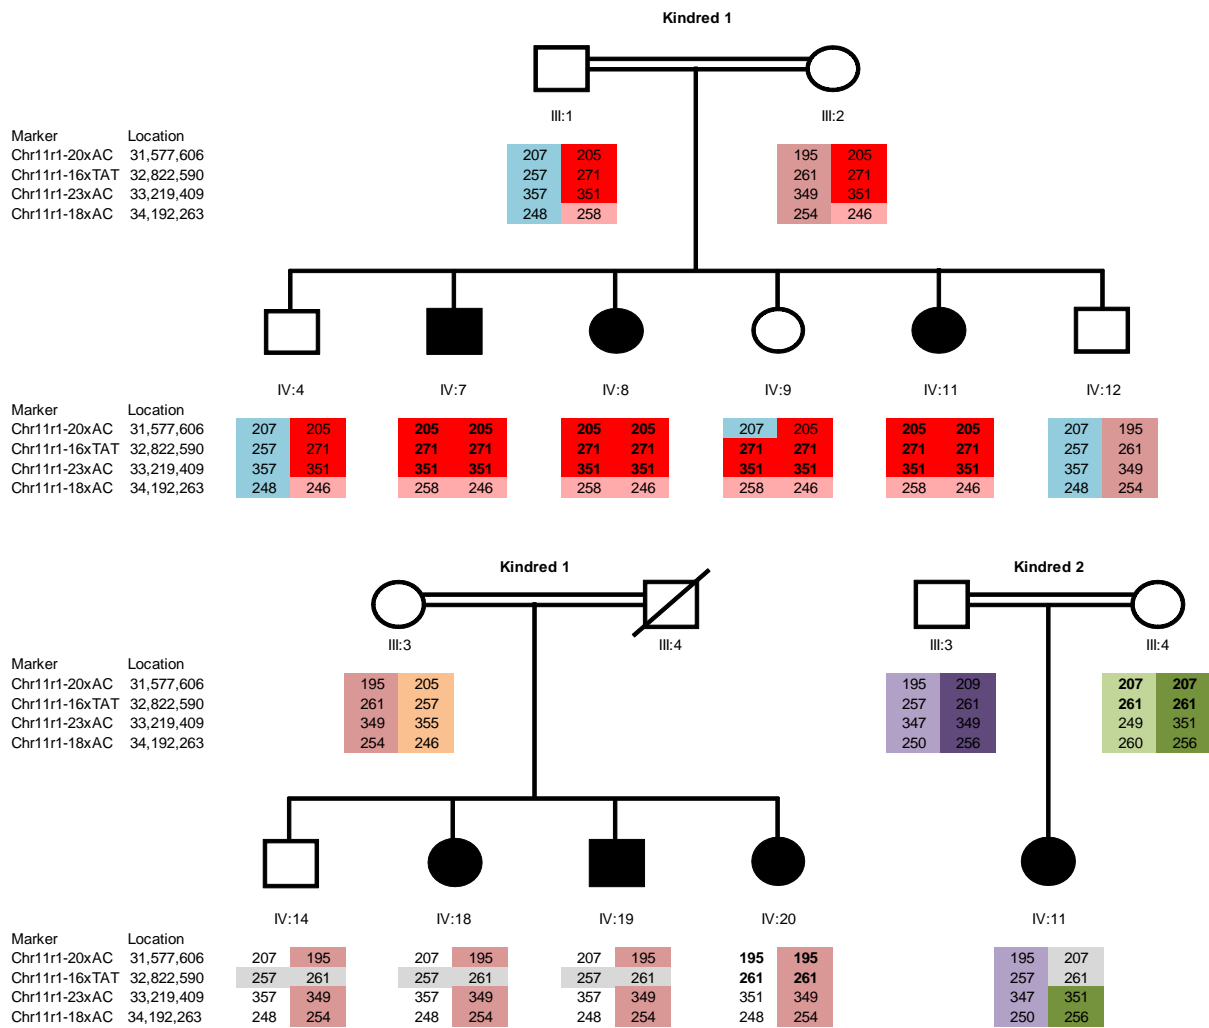 Kindred 1
III:1 III:2
Marker Location
Chr11r1-20xAC 31,577,606 207 205 195 205
Chr11r1-16xTAT 32,822,590 257 271 261 271
Chr11r1-23xAC 33,219,409 357 351 349 351
Chr11r1-18xAC 34,192,263 248 258 254 246
IV:4 IV:7 IV:8 IV:9 IV:11 IV:12
Marker Location
Chr11r1-20xAC 31,577,606 207 205 205 205 205 205 207 205 205 205 207 195
Chr11r1-16xTAT 32,822,590 257 271 271 271 271 271 271 271 271 271 257 261
Chr11r1-23xAC 33,219,409 357 351 351 351 351 351 351 351 351 351 357 349
Chr11r1-18xAC 34,192,263 248 246 258 246 258 246 258 246 258 246 248 254
Kindred 1 Kindred 2
III:3 III:4 III:3 III:4
Marker Location
Chr11r1-20xAC 31,577,606 195 205 195 209 207 207
Chr11r1-16xTAT 32,822,590 261 257 257 261 261 261
Chr11r1-23xAC 33,219,409 349 355 347 349 249 351
Chr11r1-18xAC 34,192,263 254 246 250 256 260 256
IV:14 IV:18 IV:19 IV:20 IV:11
Marker Location
Chr11r1-20xAC 31,577,606 207 195 207 195 207 195 195 195 195 207
Chr11r1-16xTAT 32,822,590 257 261 257 261 257 261 261 261 257 261
Chr11r1-23xAC 33,219,409 357 349 357 349 357 349 351 349 347 351
Chr11r1-18xAC 34,192,263 248 254 248 254 248 254 248 254 250 256